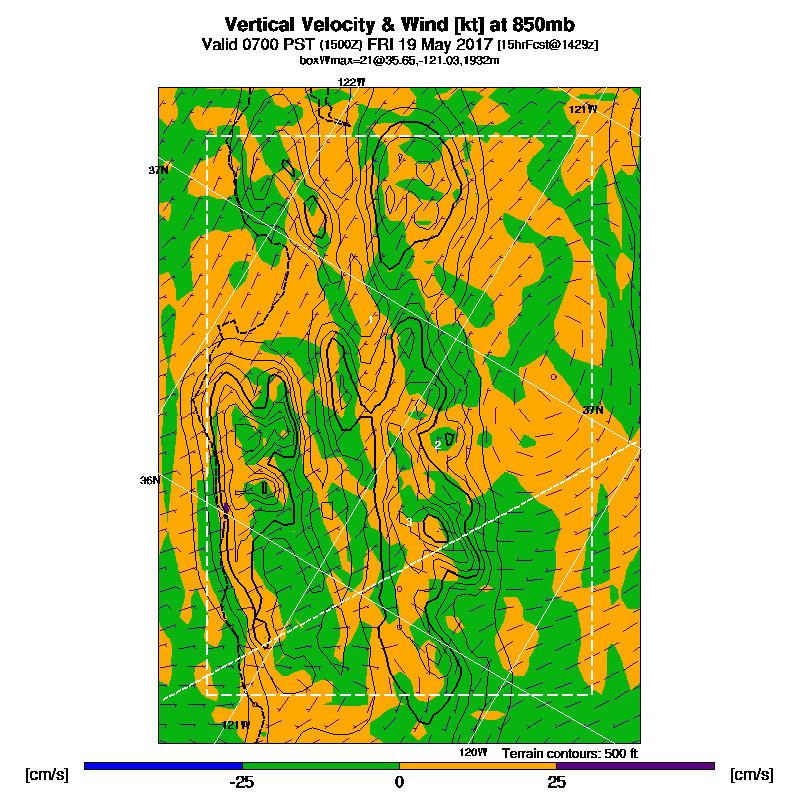 Vertical Velocity & Wind [kt] at 850mb
Valid 0700 PST (1500Z) FRI 19 May 2017 [15hrFcst@1429z]
boxWmax=21@35.65,-121.03,1932m
122W
121W
37N
1
37N
2
36N
3
121W
120W Terrain contours: 500 ft
[cm/s] -25 0 25 [cm/s]